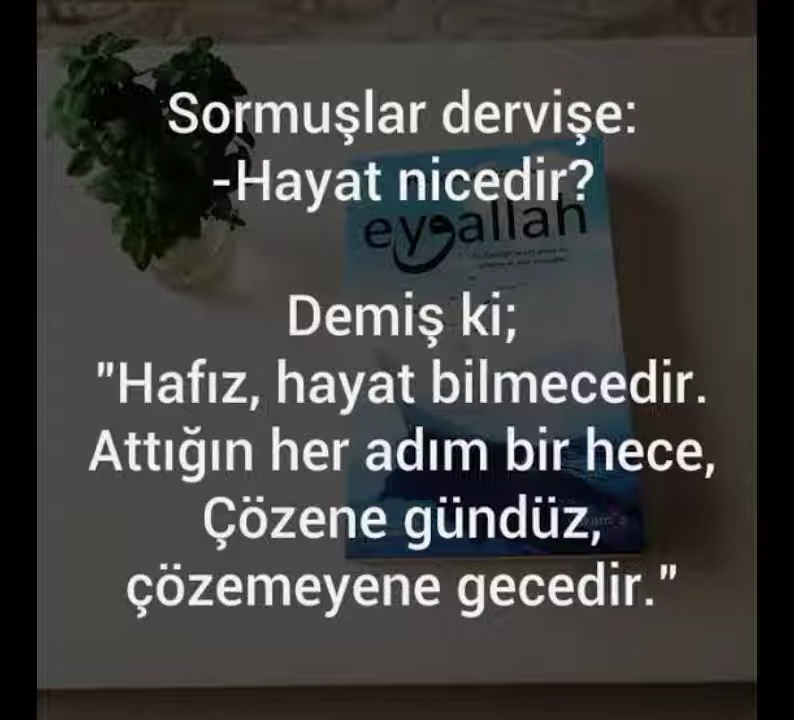 Sormuşlar dervişe:
-Hayat nicedir?
eyvallah
Demiş ki;
"Hafız, hayat bilmecedir.
Attığın her adım bir hece,
Çözene gündüz,
çözemeyene gecedir."